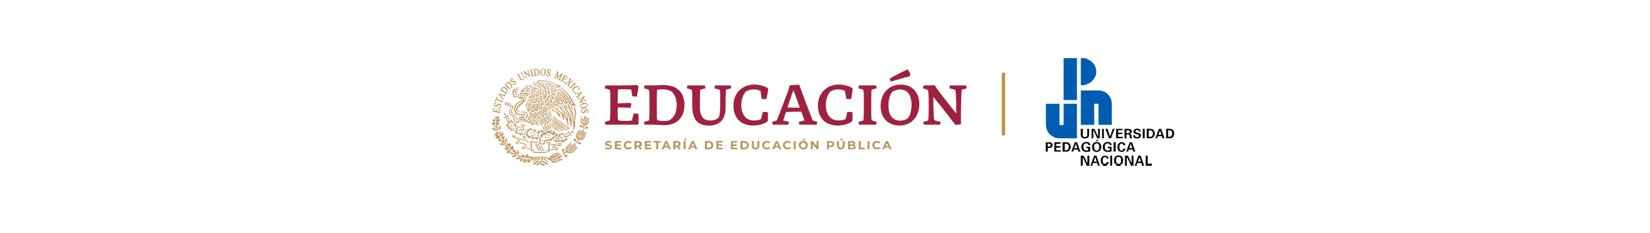 ESTADOS UNIDOS MEXICANOS
EDUCACIÓN
SECRETARÍA DE EDUCACIÓN PÚBLICA
UPN
UNIVERSIDAD
PEDAGÓGICA
NACIONAL